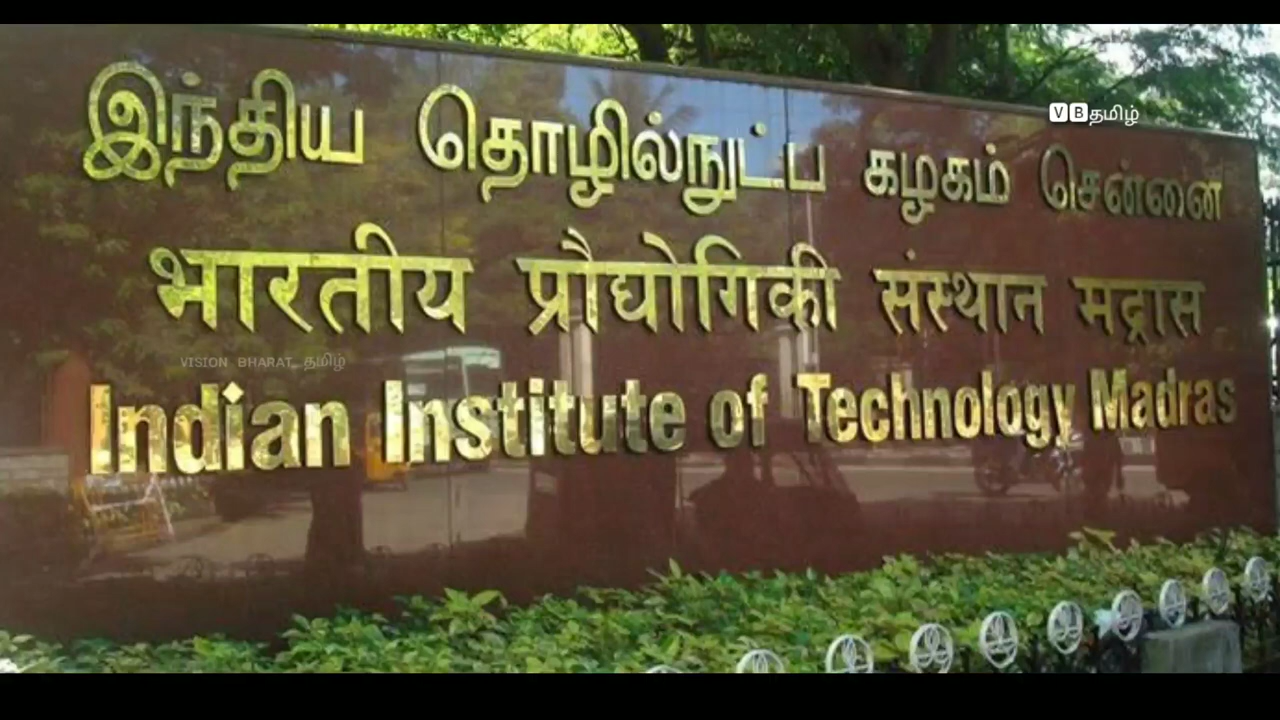 VBதமிழ்
இந்திய தொழில்நுட்ப கழகம் சென்னை
भारतीय प्रौद्योगिकी संस्थान मद्रास
VISION BHARAT தமிழ்
Indian Institute of Technology Madras